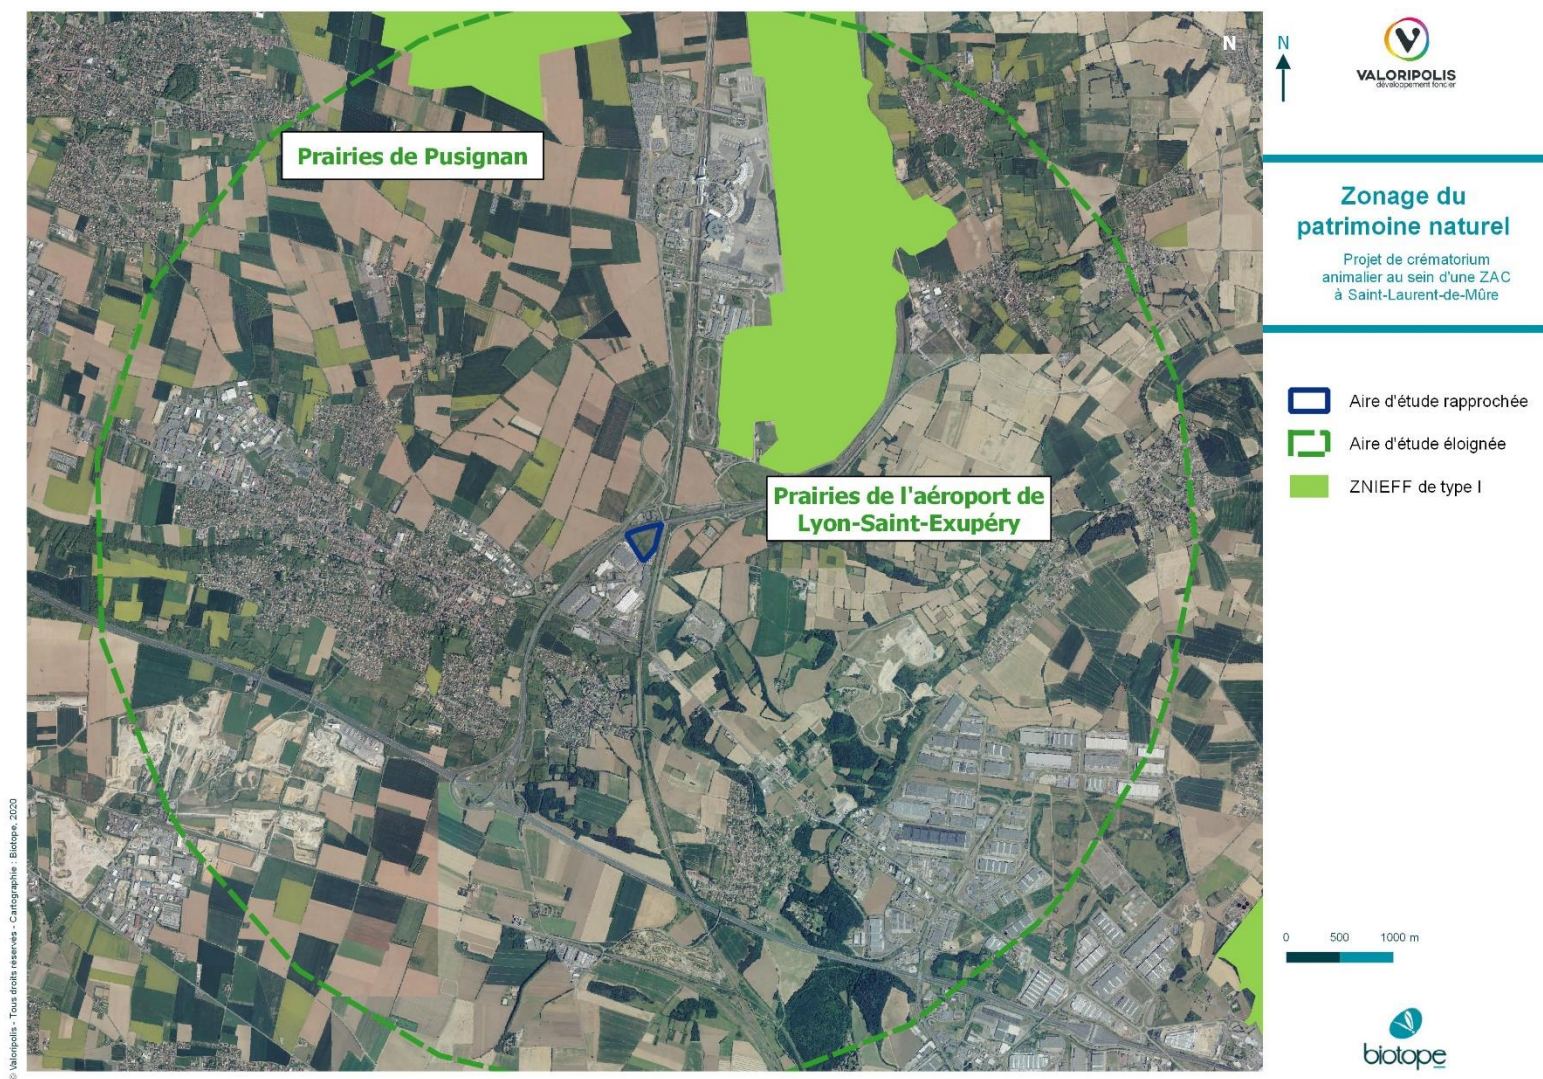 Prairies de Pusignan
Prairies de l'aéroport de
Lyon-Saint-Exupéry
N
N
VALORIPOLIS
développement foncier
Zonage du
patrimoine naturel
Projet de crématorium
animalier au sein d'une ZAC
à Saint-Laurent-de-Mûre
Aire d'étude rapprochée
Aire d'étude éloignée
ZNIEFF de type I
0 500 1000 m
biotope
© Valoripolis - Tous droits réservés - Cartographie : Biotope, 2020